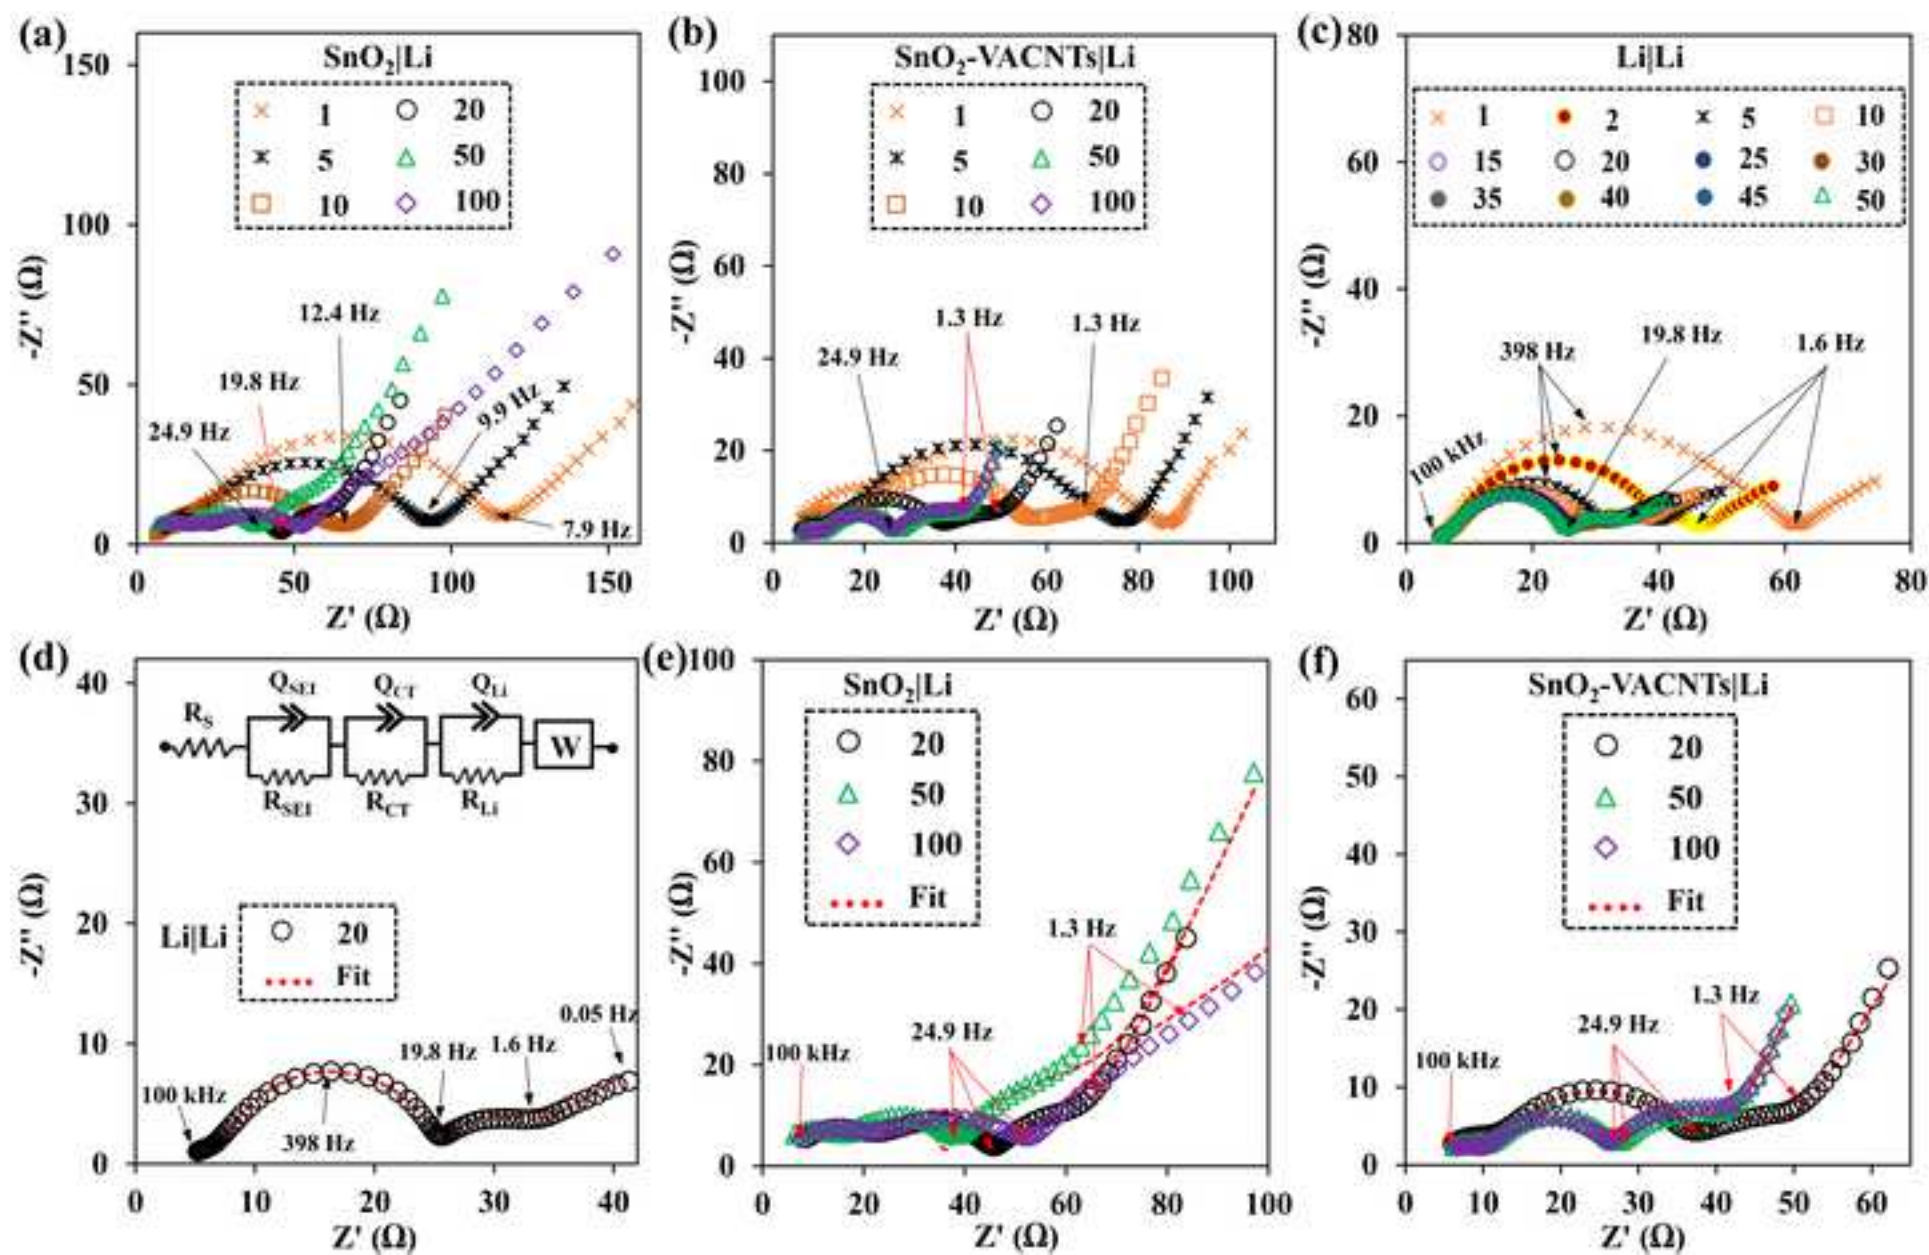 (a)
SnO₂|Li
1 20
5 50
10 100
150
100
50
0
-Z'' (Ω)
12.4 Hz
19.8 Hz
24.9 Hz
9.9 Hz
7.9 Hz
0 50 100 150
Z' (Ω)
(b)
SnO₂-VACNTs|Li
1 20
5 50
10 100
100
80
60
40
20
0
-Z'' (Ω)
1.3 Hz
1.3 Hz
24.9 Hz
0 20 40 60 80 100
Z' (Ω)
(c)
Li|Li
1 2 5 10
15 20 25 30
35 40 45 50
80
60
40
20
0
-Z'' (Ω)
19.8 Hz
398 Hz
1.6 Hz
100 kHz
0 20 40 60 80
Z' (Ω)
(d)
Q_SEI Q_CT Q_Li
R_S
W
R_SEI R_CT R_Li
40
30
20
10
0
-Z'' (Ω)
Li|Li
20
Fit
0.05 Hz
1.6 Hz
19.8 Hz
100 kHz
398 Hz
0 10 20 30 40
Z' (Ω)
(e)
SnO₂|Li
20
50
100
Fit
100
80
60
40
20
0
-Z'' (Ω)
1.3 Hz
24.9 Hz
100 kHz
0 20 40 60 80 100
Z' (Ω)
(f)
SnO₂-VACNTs|Li
20
50
100
Fit
60
50
40
30
20
10
0
-Z'' (Ω)
1.3 Hz
24.9 Hz
100 kHz
0 10 20 30 40 50 60
Z' (Ω)